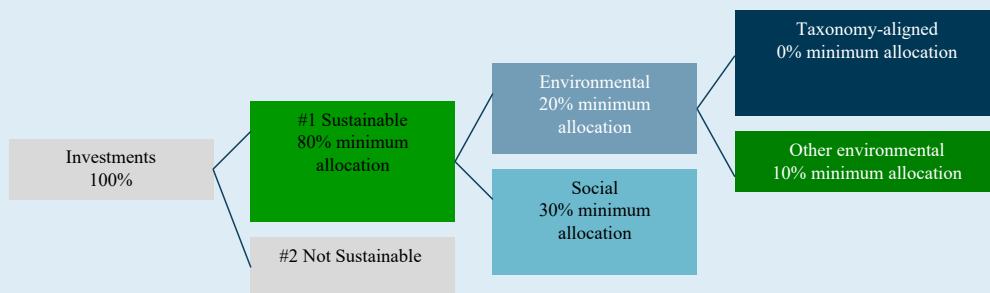 Investments
100%
#1 Sustainable
80% minimum
allocation
#2 Not Sustainable
Environmental
20% minimum
allocation
Social
30% minimum
allocation
Taxonomy-aligned
0% minimum allocation
Other environmental
10% minimum allocation